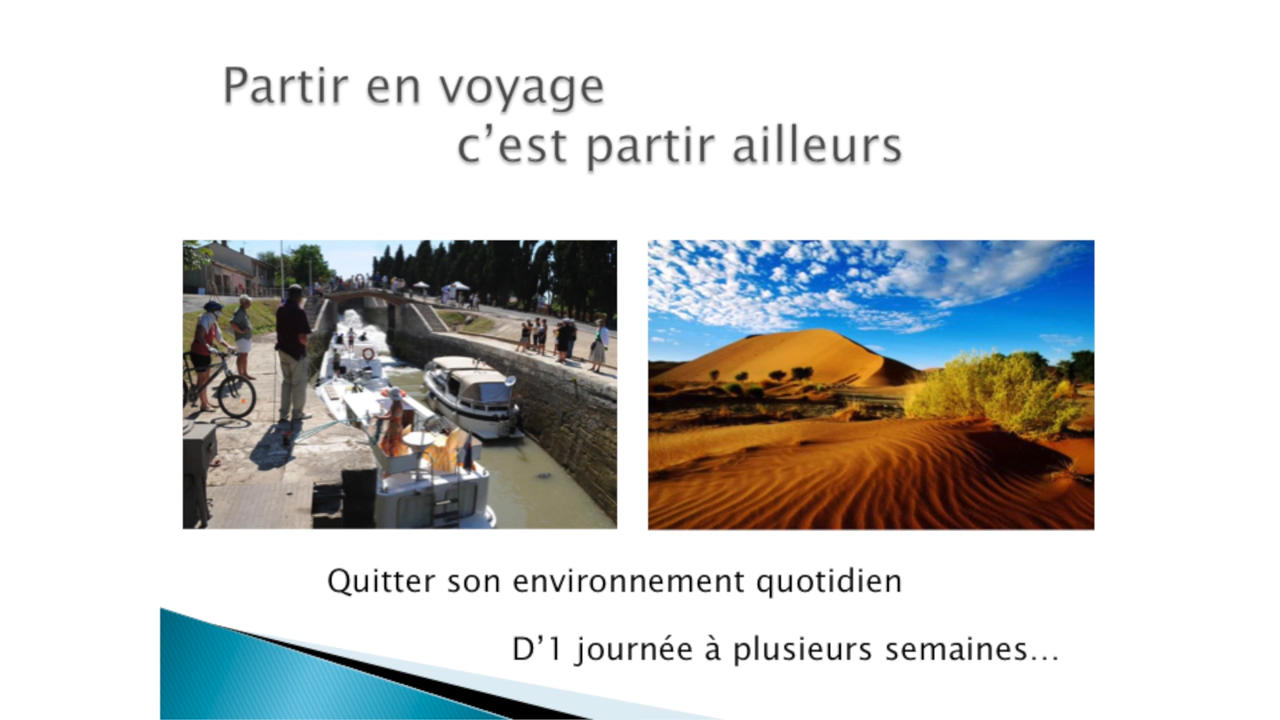 Partir en voyage
c’est partir ailleurs
Quitter son environnement quotidien
D’1 journée à plusieurs semaines…